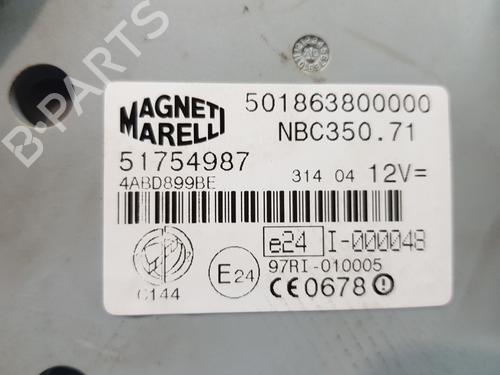 MAGNETI
MARELLI
501863800000
NBC350.71
51754987
314 04 12V=
4ABD899BE
e24 I-000048
97RI-010005
C144
E24
CE0678
B-PARTS